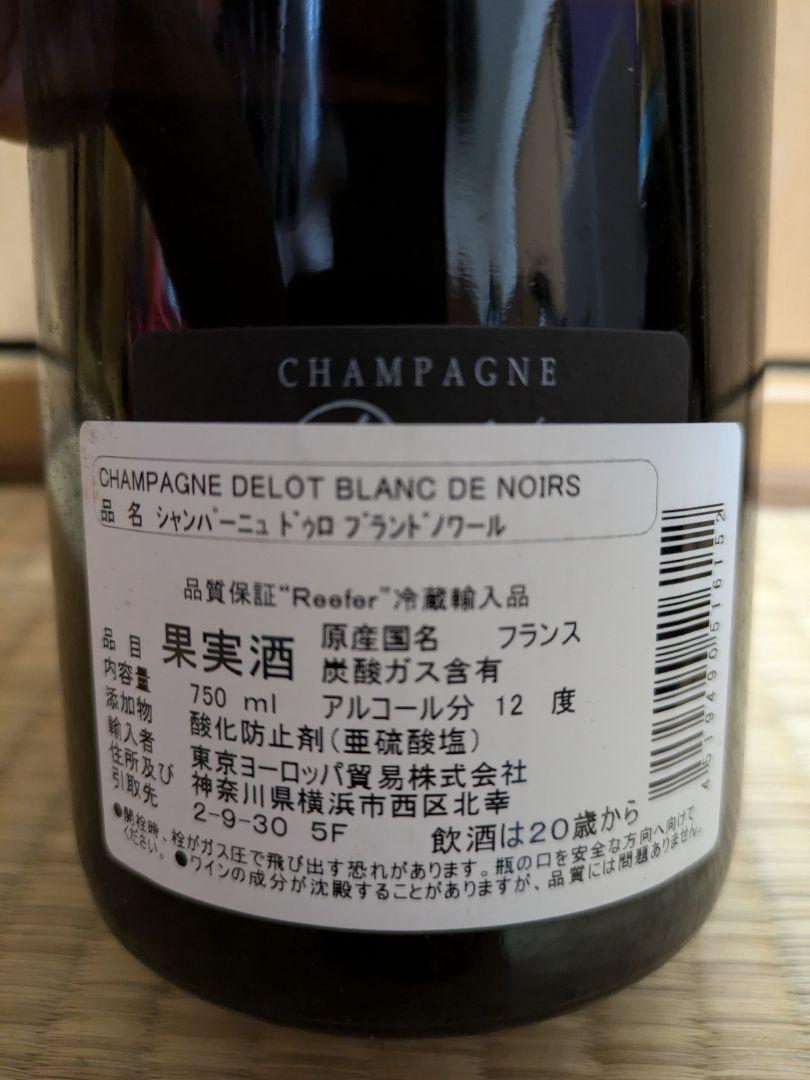 CHAMPAGNE
CHAMPAGNE DELOT BLANC DE NOIRS
品 名 シャンパーニュ ドゥロ ブランドノワール
品質保証“Reefer”冷蔵輸入品
品目 果実酒 原産国名 フランス
炭酸ガス含有
内容量 750 ml アルコール分 12 度
添加物 酸化防止剤(亜硫酸塩)
輸入者 東京ヨーロッパ貿易株式会社
住所及び 神奈川県横浜市西区北幸
引取先 2-9-30 5F
飲酒は20歳から
●開栓時、栓がガス圧で飛び出す恐れがあります。瓶の口を安全な方向へ向けて
ください。 ●ワインの成分が沈殿することがありますが、品質には問題ありません。
4519490516152